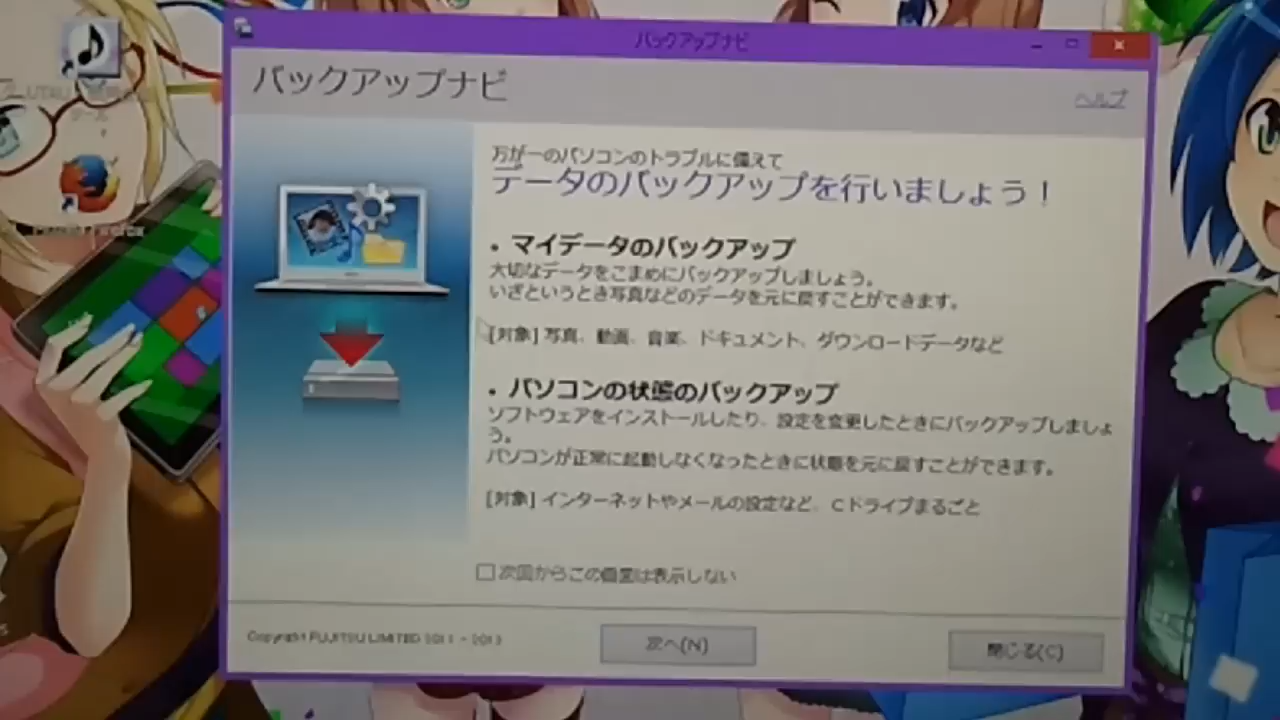 バックアップナビ
バックアップナビ
ヘルプ
万が一のパソコンのトラブルに備えて
データのバックアップを行いましょう！
・マイデータのバックアップ
大切なデータをこまめにバックアップしましょう。
いざというとき写真などのデータを元に戻すことができます。
[対象] 写真、動画、音楽、ドキュメント、ダウンロードデータなど
・パソコンの状態のバックアップ
ソフトウェアをインストールしたり、設定を変更したときにバックアップしましょ
う。
パソコンが正常に起動しなくなったときに状態を元に戻すことができます。
[対象] インターネットやメールの設定など、Cドライブまるごと
次回からこの画面は表示しない
Copyright FUJITSU LIMITED 2011 - 2013
次へ(N)
閉じる(C)
Firefox